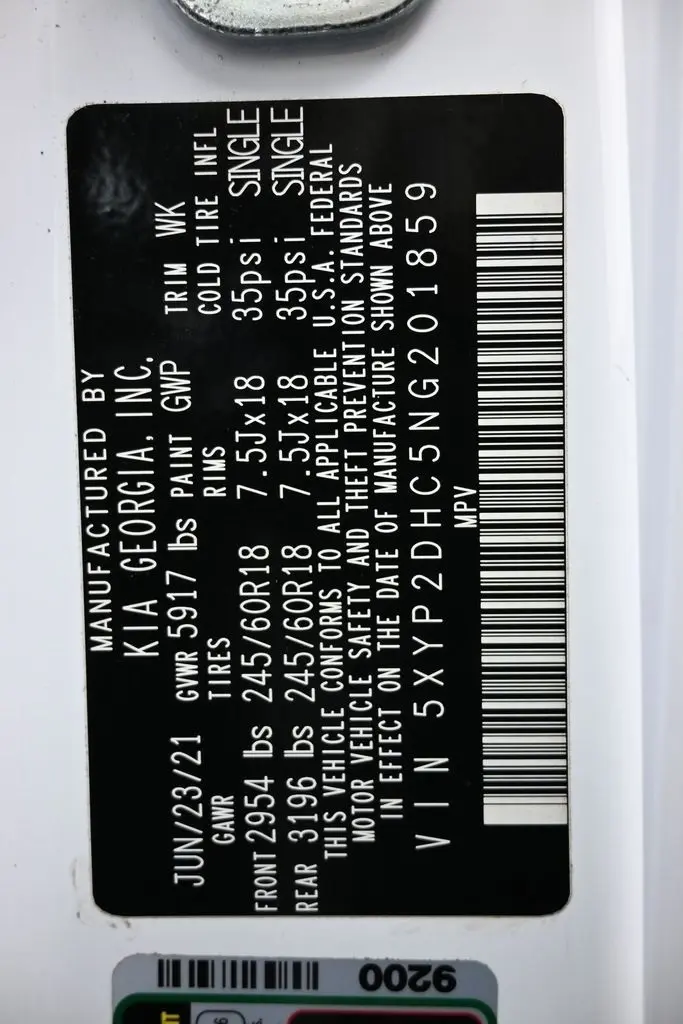 MANUFACTURED BY
KIA GEORGIA, INC.
JUN/23/21 GVWR 5917 lbs PAINT GWP TRIM WK
GAWR TIRES RIMS COLD TIRE INFL
FRONT 2954 lbs 245/60R18 7.5Jx18 35psi SINGLE
REAR 3196 lbs 245/60R18 7.5Jx18 35psi SINGLE
THIS VEHICLE CONFORMS TO ALL APPLICABLE U.S.A. FEDERAL
MOTOR VEHICLE SAFETY AND THEFT PREVENTION STANDARDS
IN EFFECT ON THE DATE OF MANUFACTURE SHOWN ABOVE
VIN 5XYP2DHC5NG201859
MPV
9200